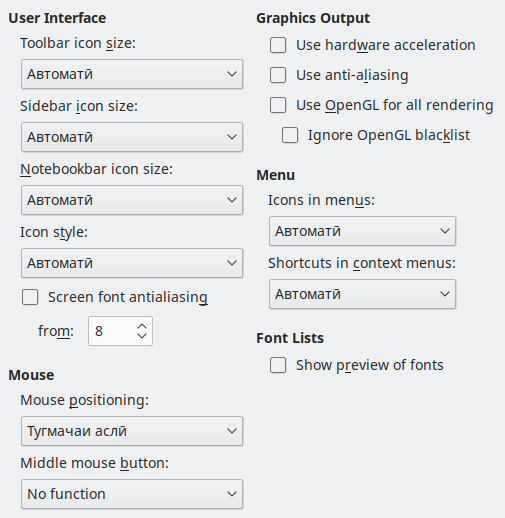 User Interface
Toolbar icon size:
Автоматӣ
Sidebar icon size:
Автоматӣ
Notebookbar icon size:
Автоматӣ
Icon style:
Автоматӣ
Screen font antialiasing
from: 8
Mouse
Mouse positioning:
Тугмачаи аслӣ
Middle mouse button:
No function
Graphics Output
Use hardware acceleration
Use anti-aliasing
Use OpenGL for all rendering
Ignore OpenGL blacklist
Menu
Icons in menus:
Автоматӣ
Shortcuts in context menus:
Автоматӣ
Font Lists
Show preview of fonts